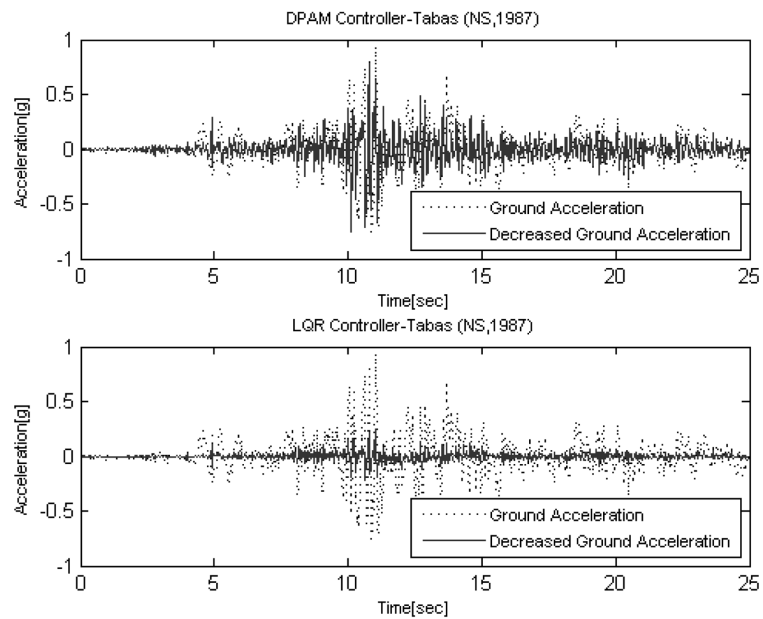 DPAM Controller-Tabas (NS,1987)
1
0.5
0
-0.5
-1
Acceleration[g]
Ground Acceleration
Decreased Ground Acceleration
0 5 10 15 20 25
Time[sec]
LQR Controller-Tabas (NS,1987)
1
0.5
0
-0.5
-1
Acceleration[g]
Ground Acceleration
Decreased Ground Acceleration
0 5 10 15 20 25
Time[sec]